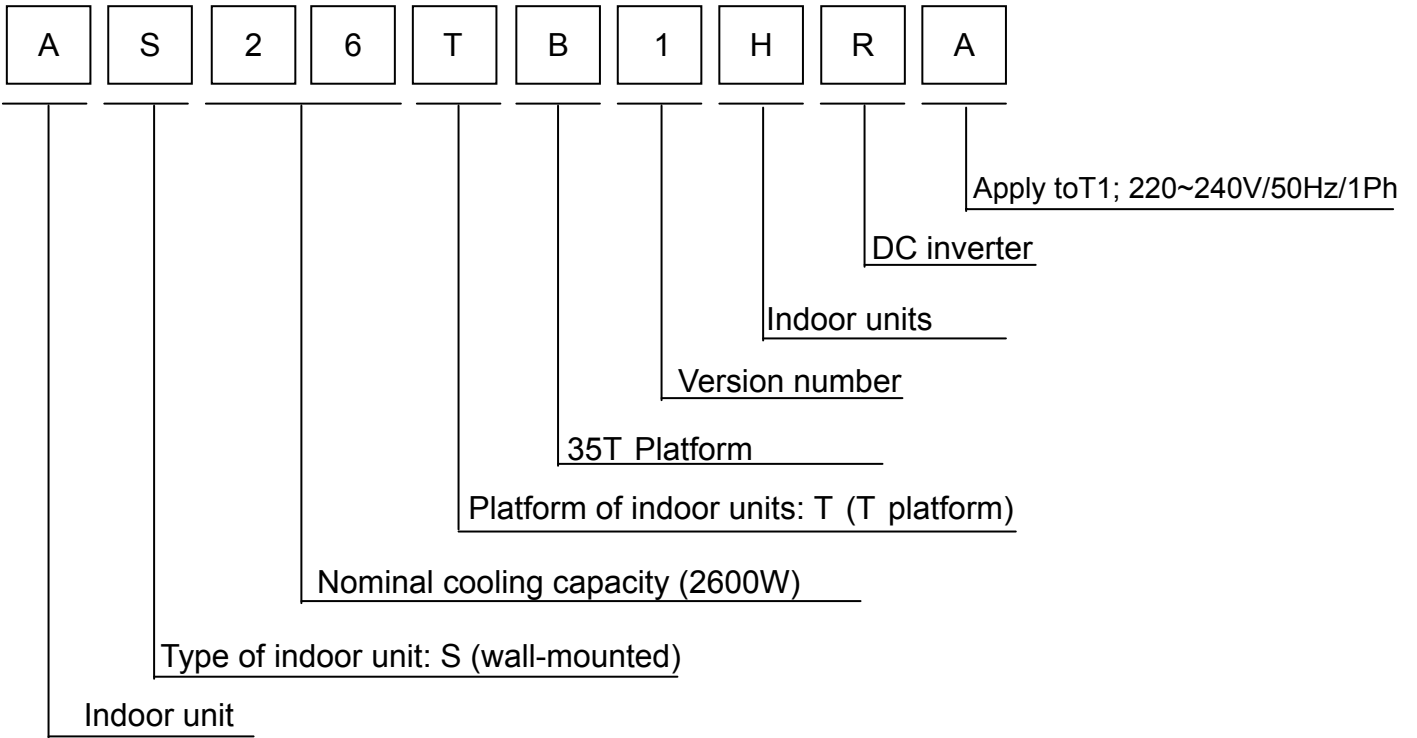 A S 2 6 T B 1 H R A
Apply toT1; 220~240V/50Hz/1Ph
DC inverter
Indoor units
Version number
35T Platform
Platform of indoor units: T (T platform)
Nominal cooling capacity (2600W)
Type of indoor unit: S (wall-mounted)
Indoor unit